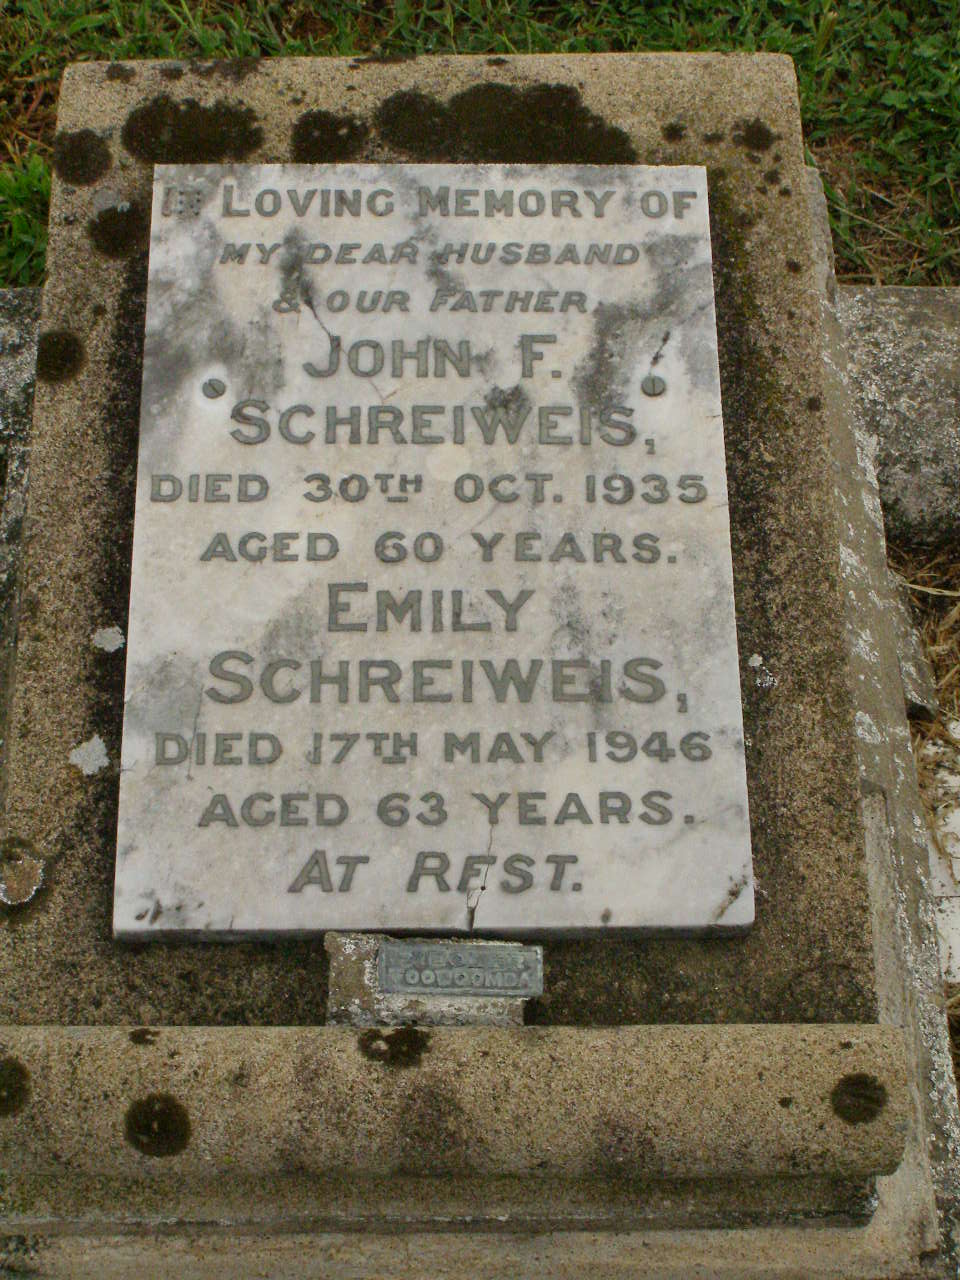 LOVING MEMORY OF
MY DEAR HUSBAND
& OUR FATHER
JOHN F.
SCHREIWEIS,
DIED 30TH OCT. 1935
AGED 60 YEARS.
EMILY
SCHREIWEIS,
DIED 17TH MAY 1946
AGED 63 YEARS.
AT REST.
TOOWOOMBA